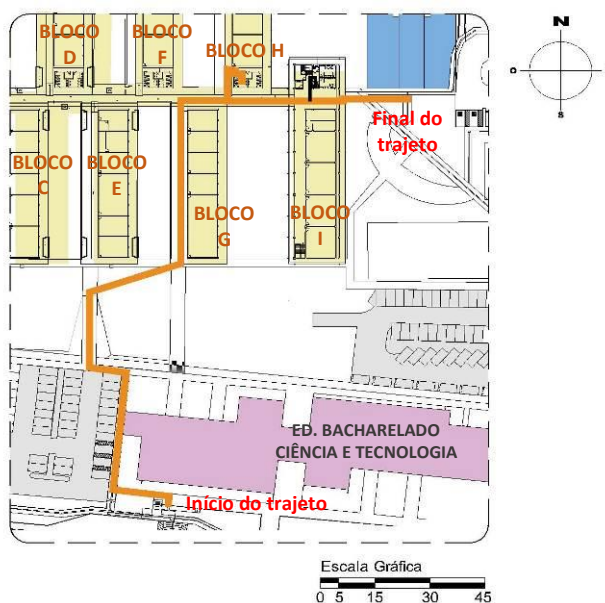 BLOCO
D
BLOCO
F
BLOCO H
N
O
S
Final do
trajeto
BLOCO
C
BLOCO
E
BLOCO
G
BLOCO
I
ED. BACHARELADO
CIÊNCIA E TECNOLOGIA
Início do trajeto
Escala Gráfica
0 5 15 30 45